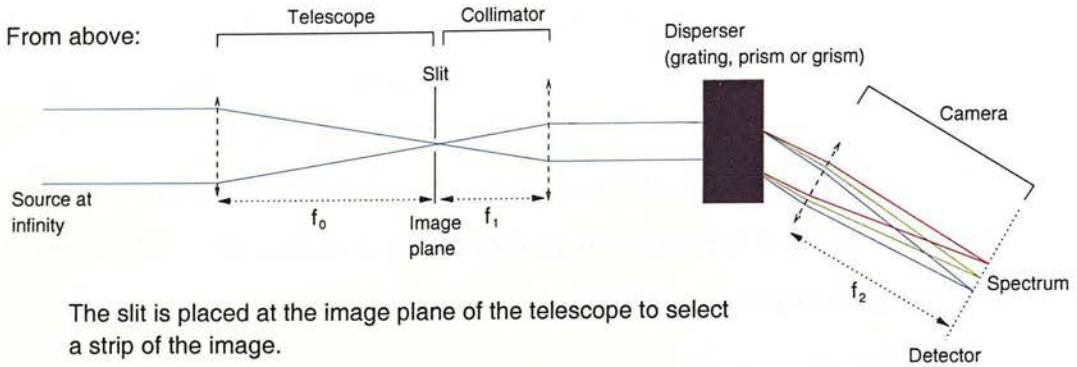 From above:
Telescope
Collimator
Slit
Disperser
(grating, prism or grism)
Camera
Source at
infinity
f₀
Image
plane
f₁
f₂
Spectrum
Detector
The slit is placed at the image plane of the telescope to select
a strip of the image.